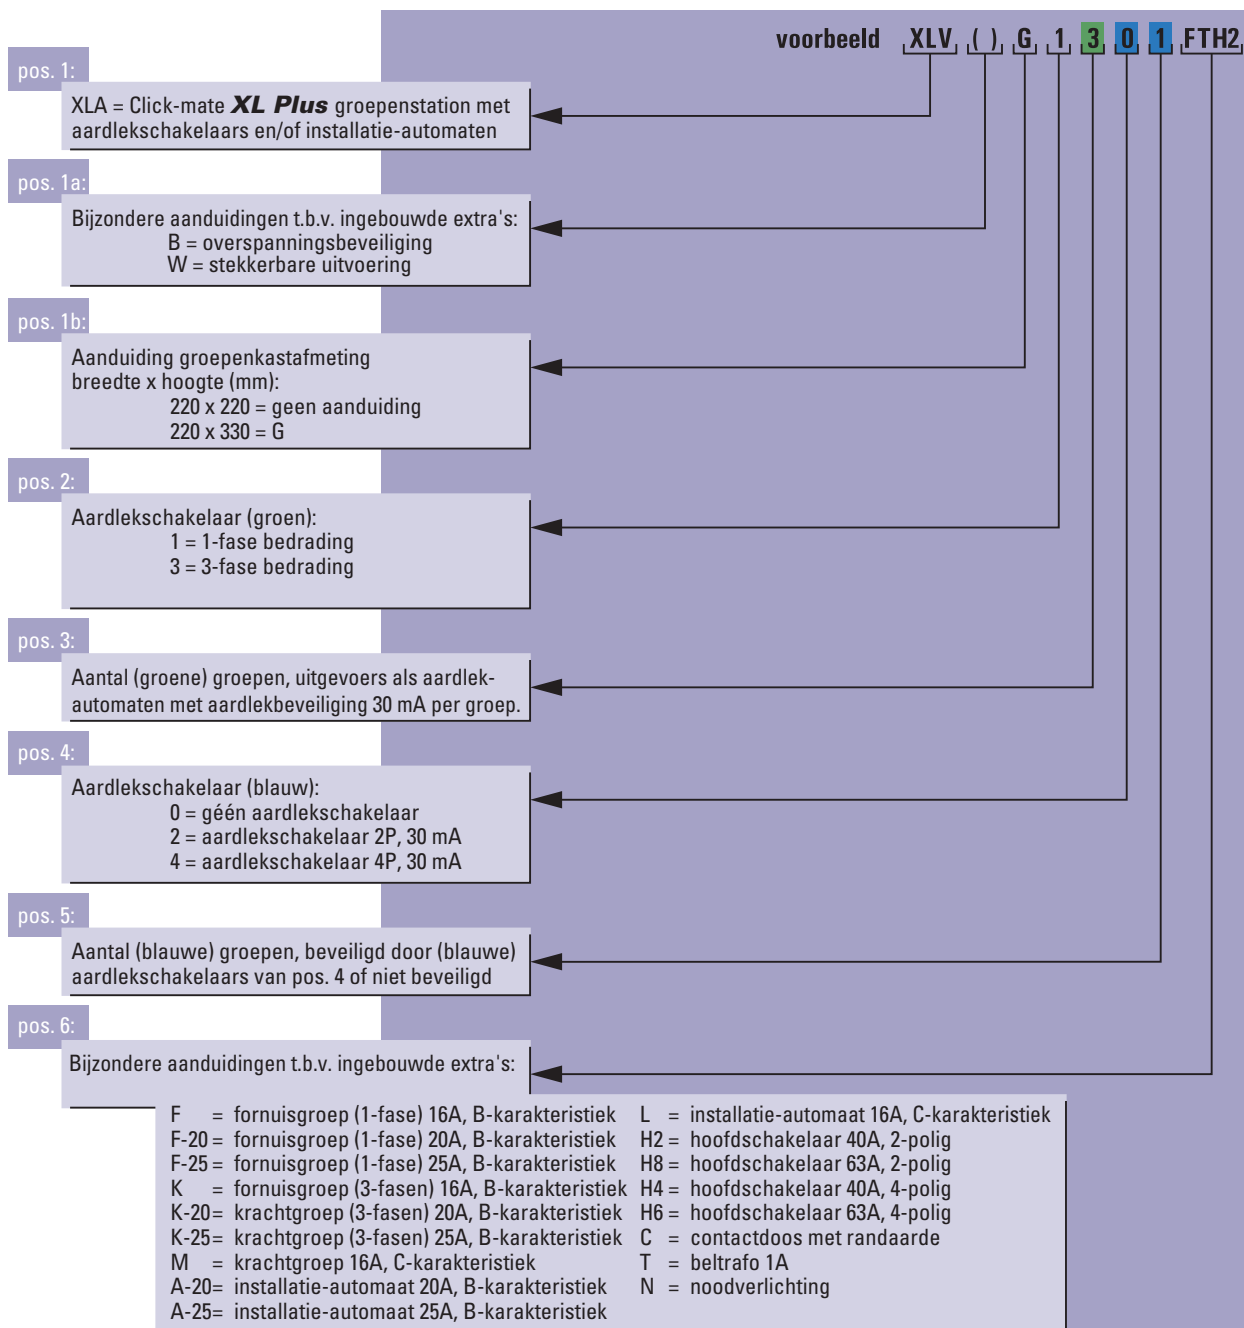 voorbeeld XLV ( ) G 1 3 0 1 FTH2
pos. 1:
XLA = Click-mate XL Plus groepenstation met
aardlekschakelaars en/of installatie-automaten
pos. 1a:
Bijzondere aanduidingen t.b.v. ingebouwde extra's:
B = overspanningsbeveiliging
W = stekkerbare uitvoering
pos. 1b:
Aanduiding groepenkastafmeting
breedte x hoogte (mm):
220 x 220 = geen aanduiding
220 x 330 = G
pos. 2:
Aardlekschakelaar (groen):
1 = 1-fase bedrading
3 = 3-fase bedrading
pos. 3:
Aantal (groene) groepen, uitgevoers als aardlek-
automaten met aardlekbeveiliging 30 mA per groep.
pos. 4:
Aardlekschakelaar (blauw):
0 = géén aardlekschakelaar
2 = aardlekschakelaar 2P, 30 mA
4 = aardlekschakelaar 4P, 30 mA
pos. 5:
Aantal (blauwe) groepen, beveiligd door (blauwe)
aardlekschakelaars van pos. 4 of niet beveiligd
pos. 6:
Bijzondere aanduidingen t.b.v. ingebouwde extra's:
F = fornuisgroep (1-fase) 16A, B-karakteristiek
F-20 = fornuisgroep (1-fase) 20A, B-karakteristiek
F-25 = fornuisgroep (1-fase) 25A, B-karakteristiek
K = fornuisgroep (3-fasen) 16A, B-karakteristiek
K-20= krachtgroep (3-fasen) 20A, B-karakteristiek
K-25= krachtgroep (3-fasen) 25A, B-karakteristiek
M = krachtgroep 16A, C-karakteristiek
A-20= installatie-automaat 20A, B-karakteristiek
A-25= installatie-automaat 25A, B-karakteristiek
L = installatie-automaat 16A, C-karakteristiek
H2 = hoofdschakelaar 40A, 2-polig
H8 = hoofdschakelaar 63A, 2-polig
H4 = hoofdschakelaar 40A, 4-polig
H6 = hoofdschakelaar 63A, 4-polig
C = contactdoos met randaarde
T = beltrafo 1A
N = noodverlichting